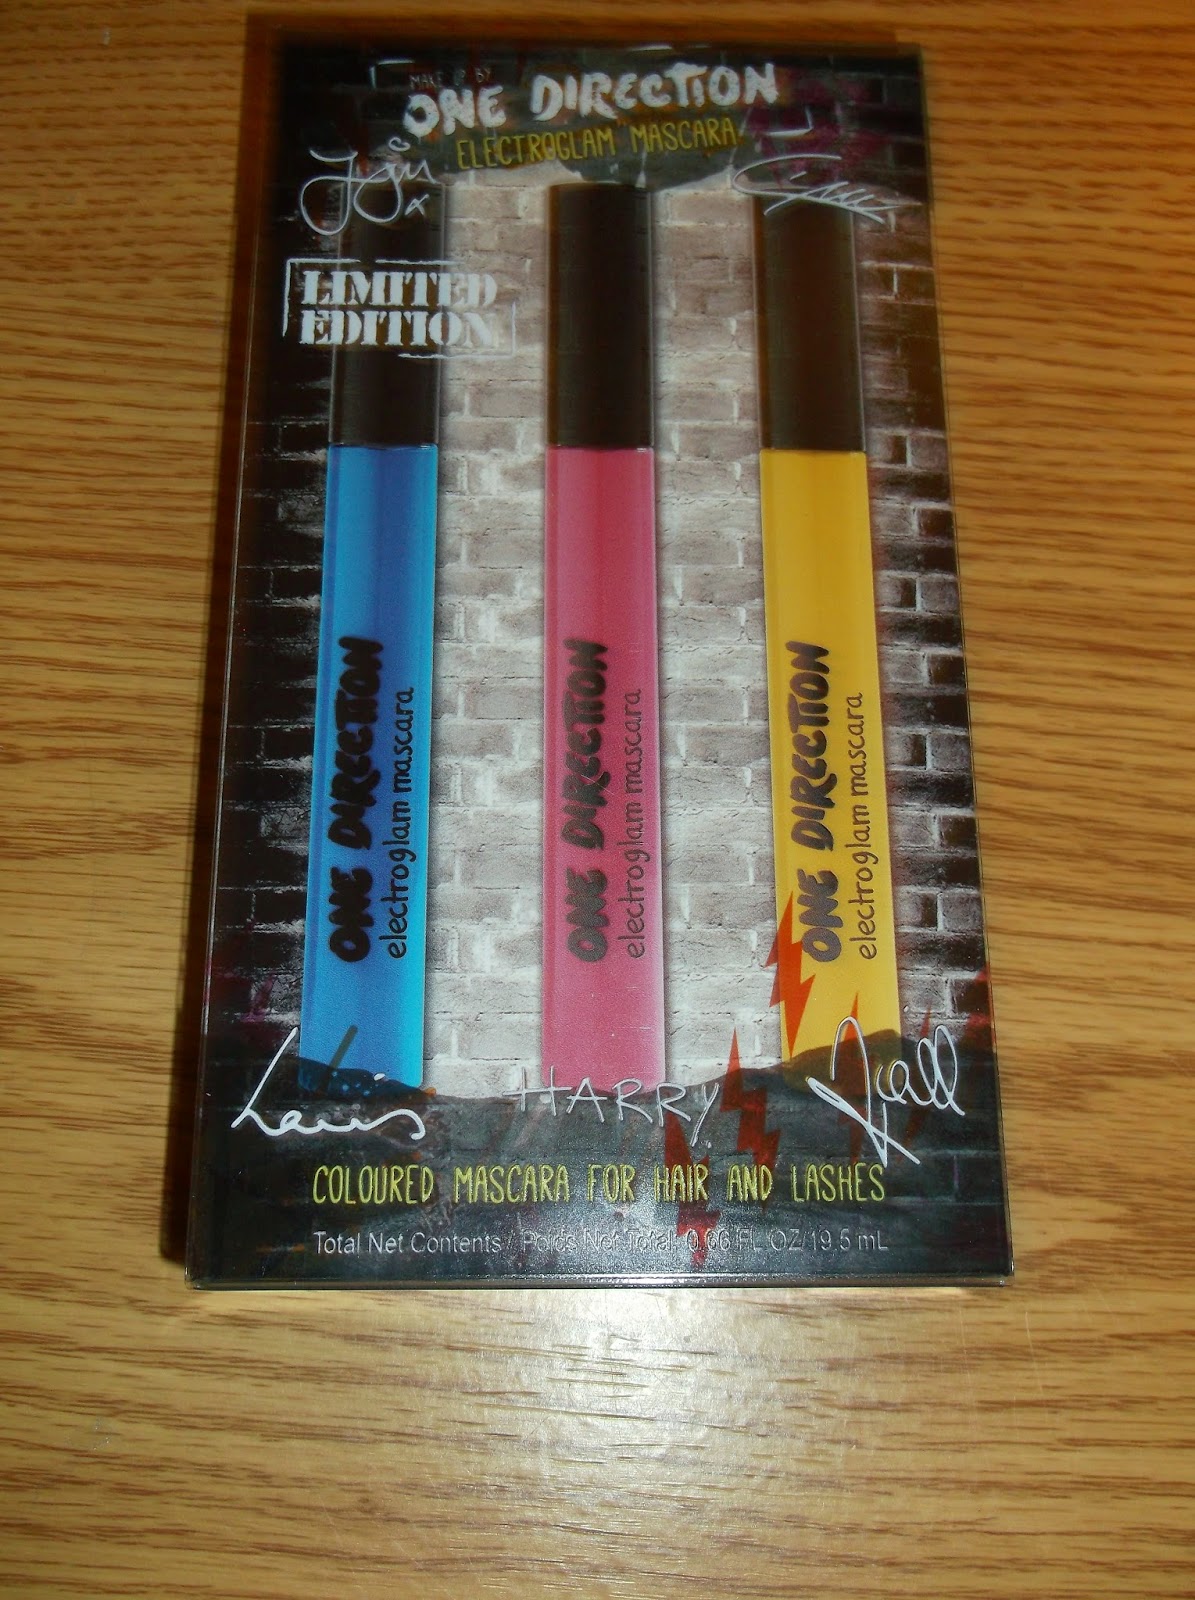 MAKE UP BY
ONE DIRECTION
ELECTROGLAM MASCARA
LIMITED
EDITION
ONE DIRECTION
electroglam mascara
ONE DIRECTION
electroglam mascara
ONE DIRECTION
electroglam mascara
Louis
HARRY
Niall
COLOURED MASCARA FOR HAIR AND LASHES
Total Net Contents / Poids Net Total: 0.66 FL OZ/19.5 mL